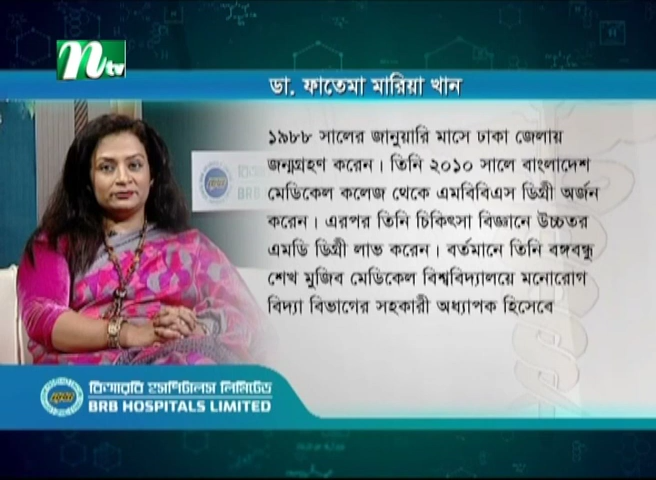 ntv
ডা. ফাতেমা মারিয়া খান
১৯৮৮ সালের জানুয়ারি মাসে ঢাকা জেলায়
জন্মগ্রহণ করেন। তিনি ২০১০ সালে বাংলাদেশ
মেডিকেল কলেজ থেকে এমবিবিএস ডিগ্রী অর্জন
করেন। এরপর তিনি চিকিৎসা বিজ্ঞানে উচ্চতর
এমডি ডিগ্রী লাভ করেন। বর্তমানে তিনি বঙ্গবন্ধু
শেখ মুজিব মেডিকেল বিশ্ববিদ্যালয়ে মনোরোগ
বিদ্যা বিভাগের সহকারী অধ্যাপক হিসেবে
বিআরবি হসপিটালস লিমিটেড
BRB HOSPITALS LIMITED